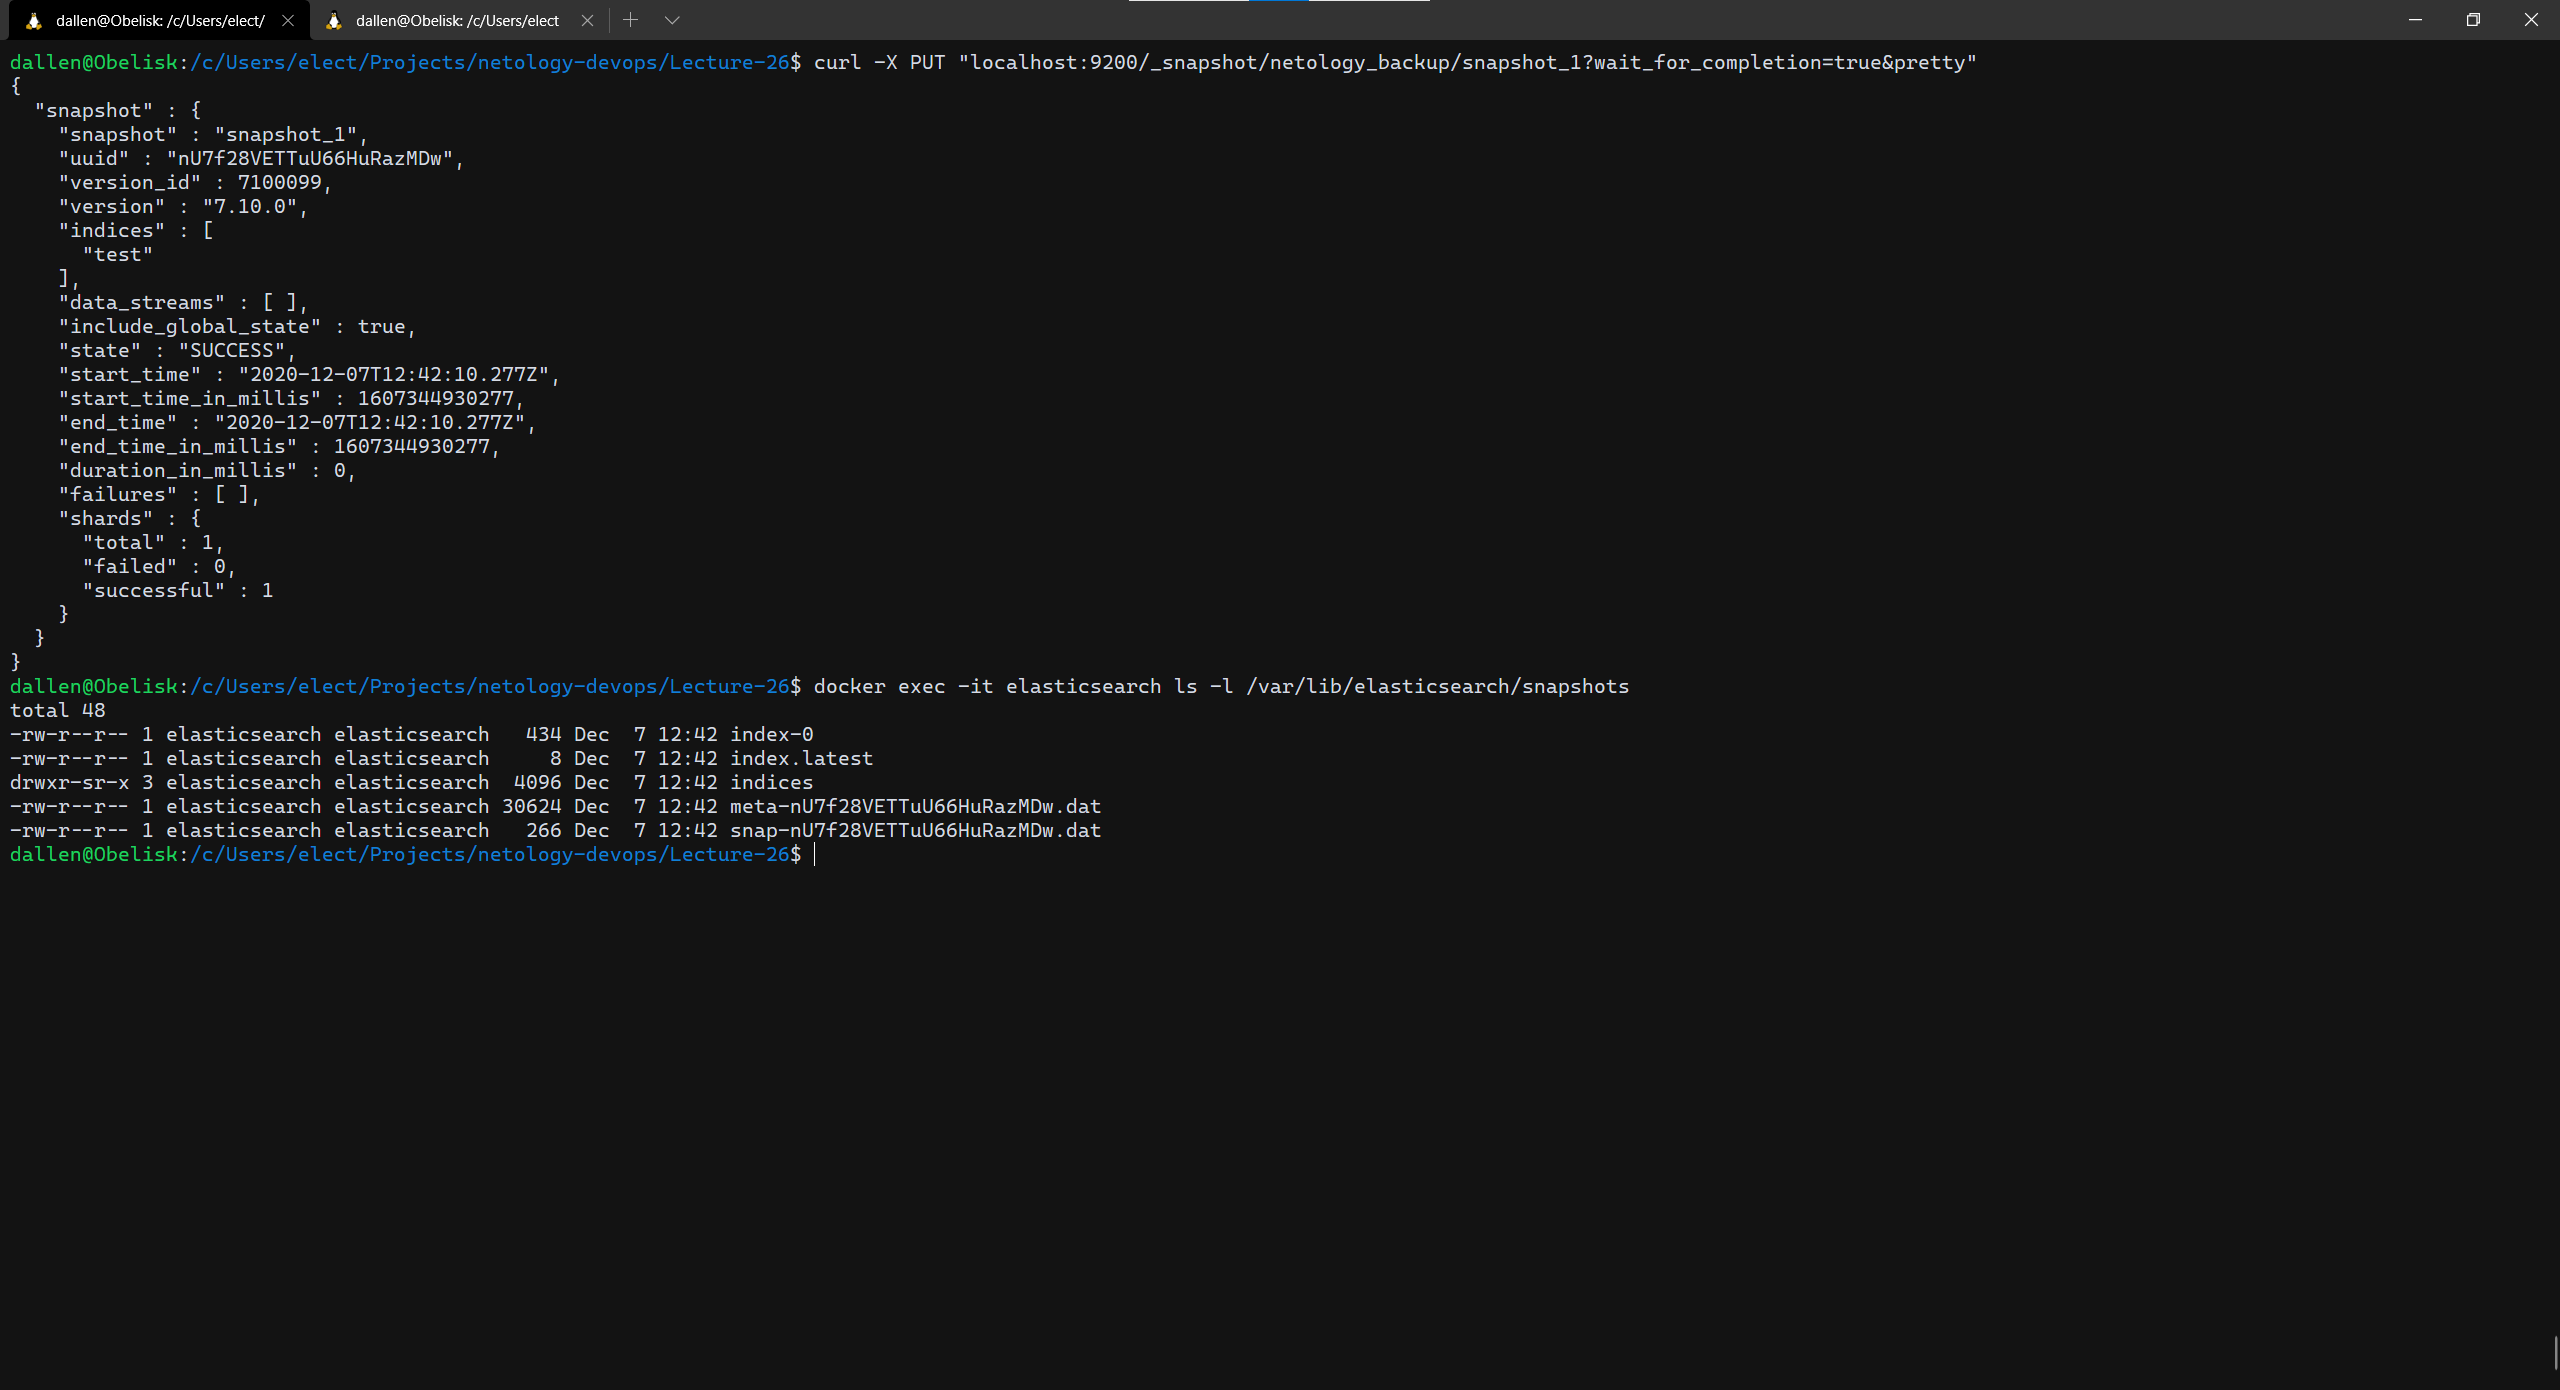 dallen@Obelisk: /c/Users/elect/
dallen@Obelisk: /c/Users/elect
dallen@Obelisk:/c/Users/elect/Projects/netology-devops/Lecture-26$ curl -X PUT "localhost:9200/_snapshot/netology_backup/snapshot_1?wait_for_completion=true&pretty"
{
  "snapshot" : {
    "snapshot" : "snapshot_1",
    "uuid" : "nU7f28VETTuU66HuRazMDw",
    "version_id" : 7100099,
    "version" : "7.10.0",
    "indices" : [
      "test"
    ],
    "data_streams" : [ ],
    "include_global_state" : true,
    "state" : "SUCCESS",
    "start_time" : "2020-12-07T12:42:10.277Z",
    "start_time_in_millis" : 1607344930277,
    "end_time" : "2020-12-07T12:42:10.277Z",
    "end_time_in_millis" : 1607344930277,
    "duration_in_millis" : 0,
    "failures" : [ ],
    "shards" : {
      "total" : 1,
      "failed" : 0,
      "successful" : 1
    }
  }
}
dallen@Obelisk:/c/Users/elect/Projects/netology-devops/Lecture-26$ docker exec -it elasticsearch ls -l /var/lib/elasticsearch/snapshots
total 48
-rw-r--r-- 1 elasticsearch elasticsearch   434 Dec  7 12:42 index-0
-rw-r--r-- 1 elasticsearch elasticsearch     8 Dec  7 12:42 index.latest
drwxr-sr-x 3 elasticsearch elasticsearch  4096 Dec  7 12:42 indices
-rw-r--r-- 1 elasticsearch elasticsearch 30624 Dec  7 12:42 meta-nU7f28VETTuU66HuRazMDw.dat
-rw-r--r-- 1 elasticsearch elasticsearch   266 Dec  7 12:42 snap-nU7f28VETTuU66HuRazMDw.dat
dallen@Obelisk:/c/Users/elect/Projects/netology-devops/Lecture-26$